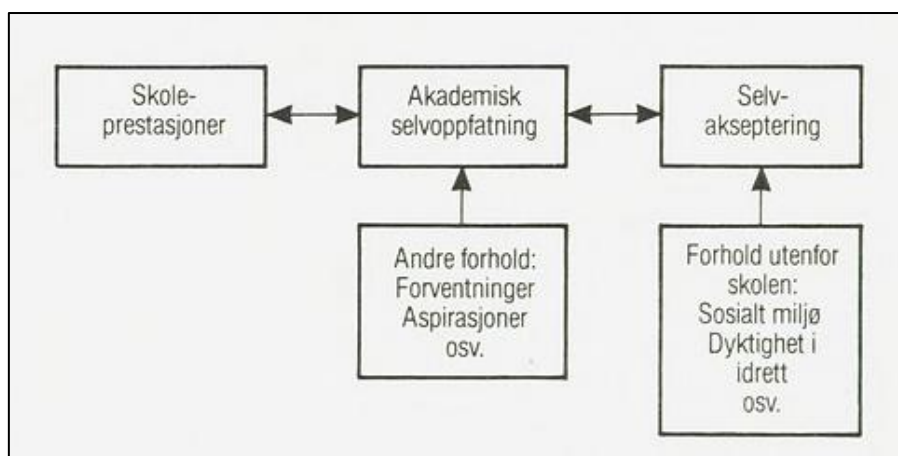 Skole-
prestasjoner
Akademisk
selvoppfatning
Selv-
akseptering
Andre forhold:
Forventninger
Aspirasjoner
osv.
Forhold utenfor
skolen:
Sosialt miljø
Dyktighet i
idrett
osv.